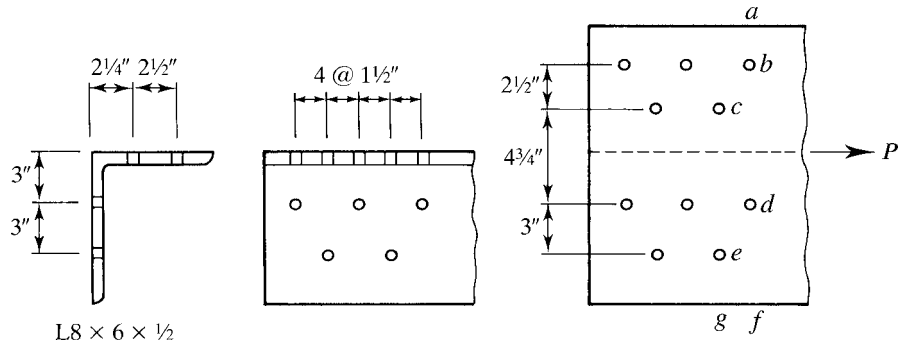 2¼″ 2½″
3″
3″
L8 × 6 × ½
4 @ 1½″
a
b
2½″
c
4¾″
P
d
3″
e
g f